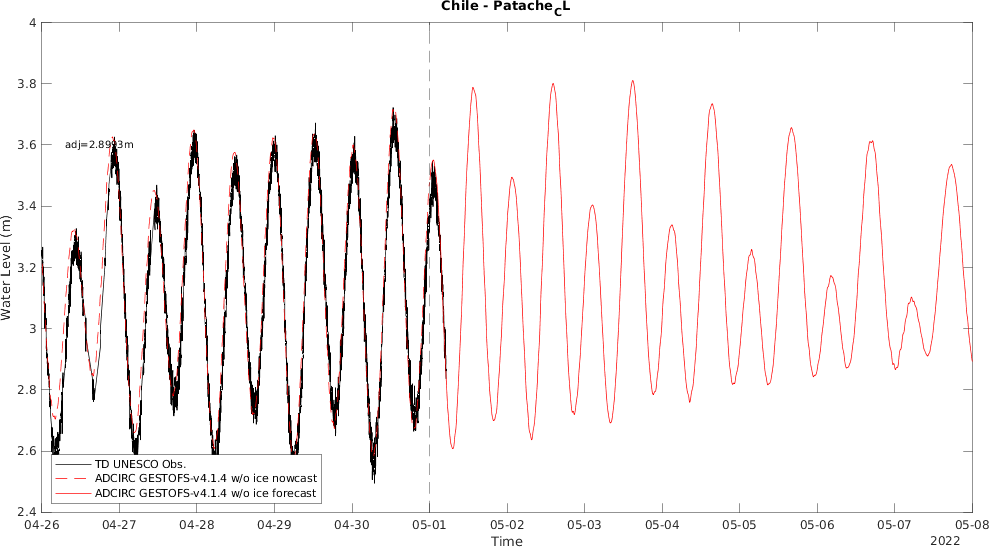 Chile - Patache_CL
4
3.8
3.6
3.4
3.2
3
2.8
2.6
2.4
Water Level (m)
adj=2.8993m
TD UNESCO Obs.
ADCIRC GESTOFS-v4.1.4 w/o ice nowcast
ADCIRC GESTOFS-v4.1.4 w/o ice forecast
04-26 04-27 04-28 04-29 04-30 05-01 05-02 05-03 05-04 05-05 05-06 05-07 05-08
Time
2022